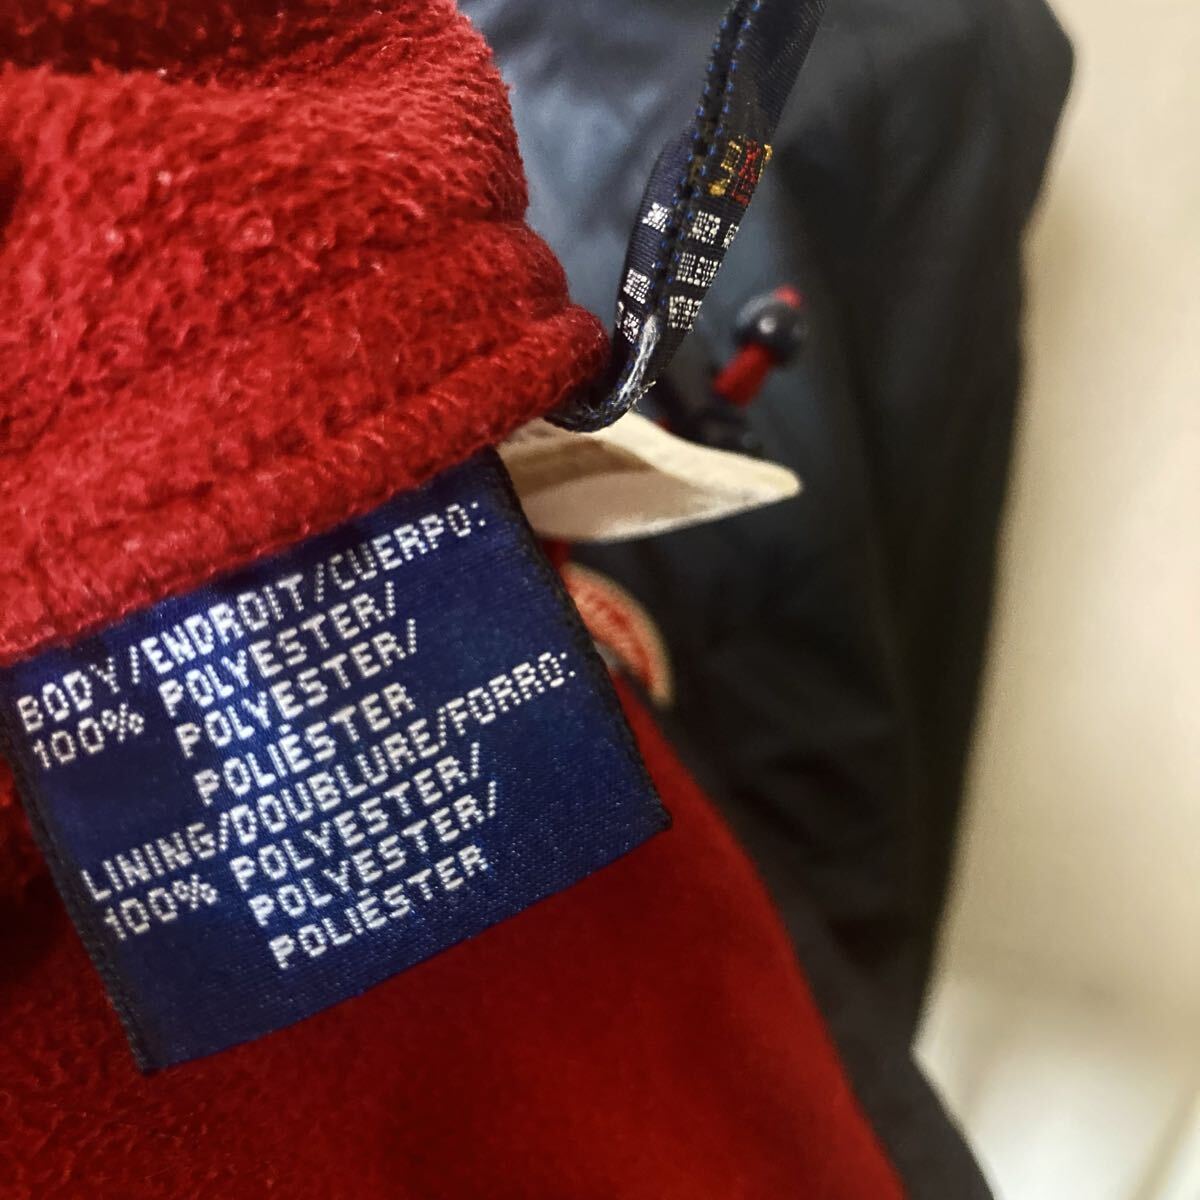 BODY/ENDROIT/CUERPO:
100% POLYESTER/
POLYESTER/
POLIÉSTER
LINING/DOUBLURE/FORRO:
100% POLYESTER/
POLYESTER/
POLIÉSTER